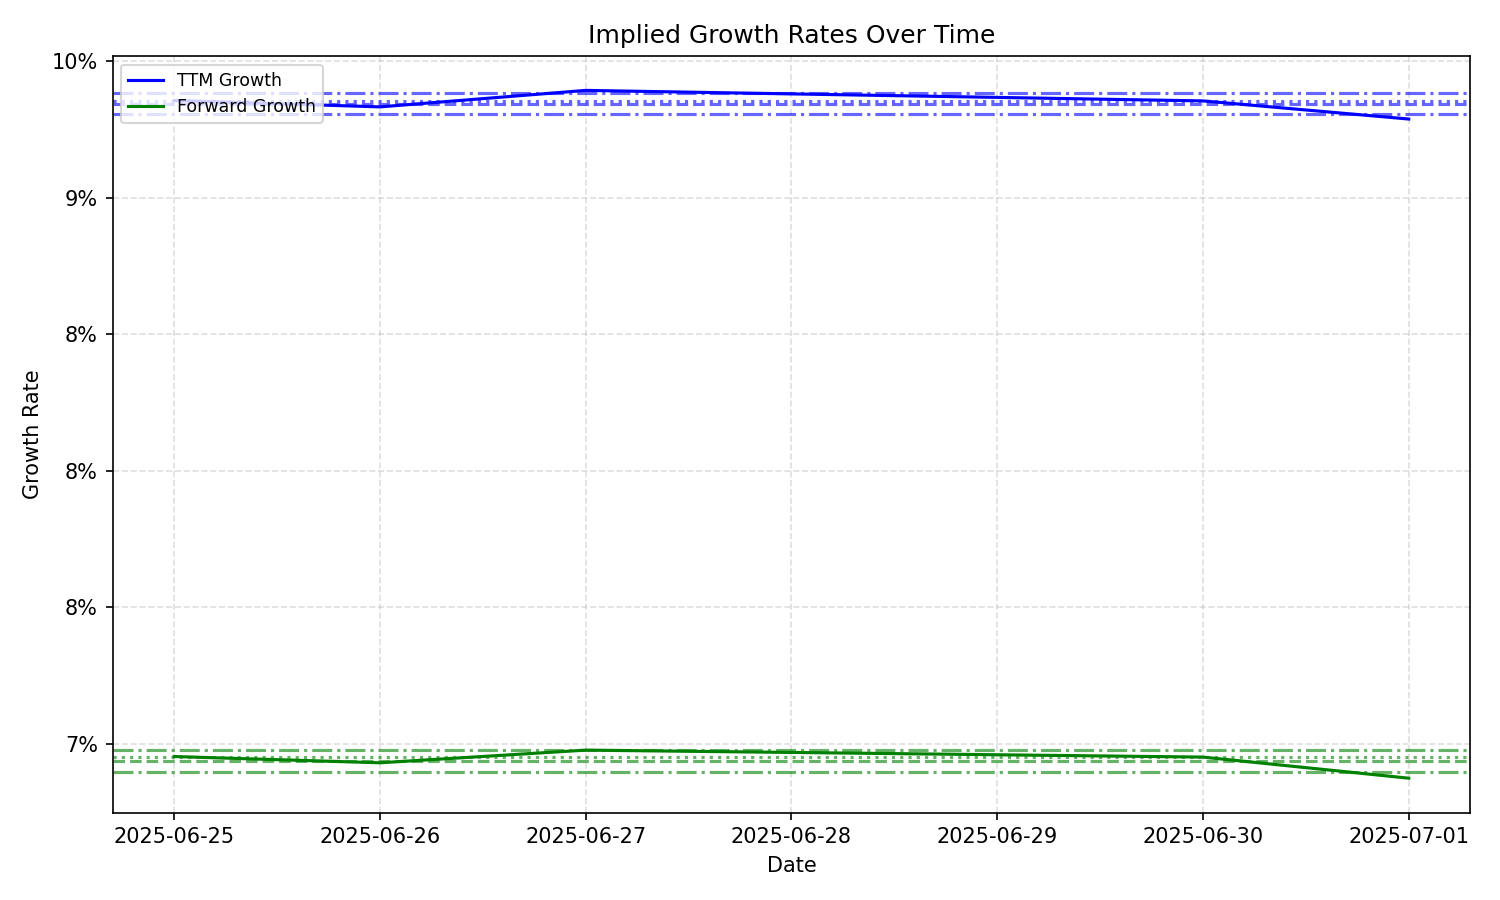 Implied Growth Rates Over Time
TTM Growth
Forward Growth
10%
9%
8%
8%
8%
7%
Growth Rate
2025-06-25
2025-06-26
2025-06-27
2025-06-28
2025-06-29
2025-06-30
2025-07-01
Date